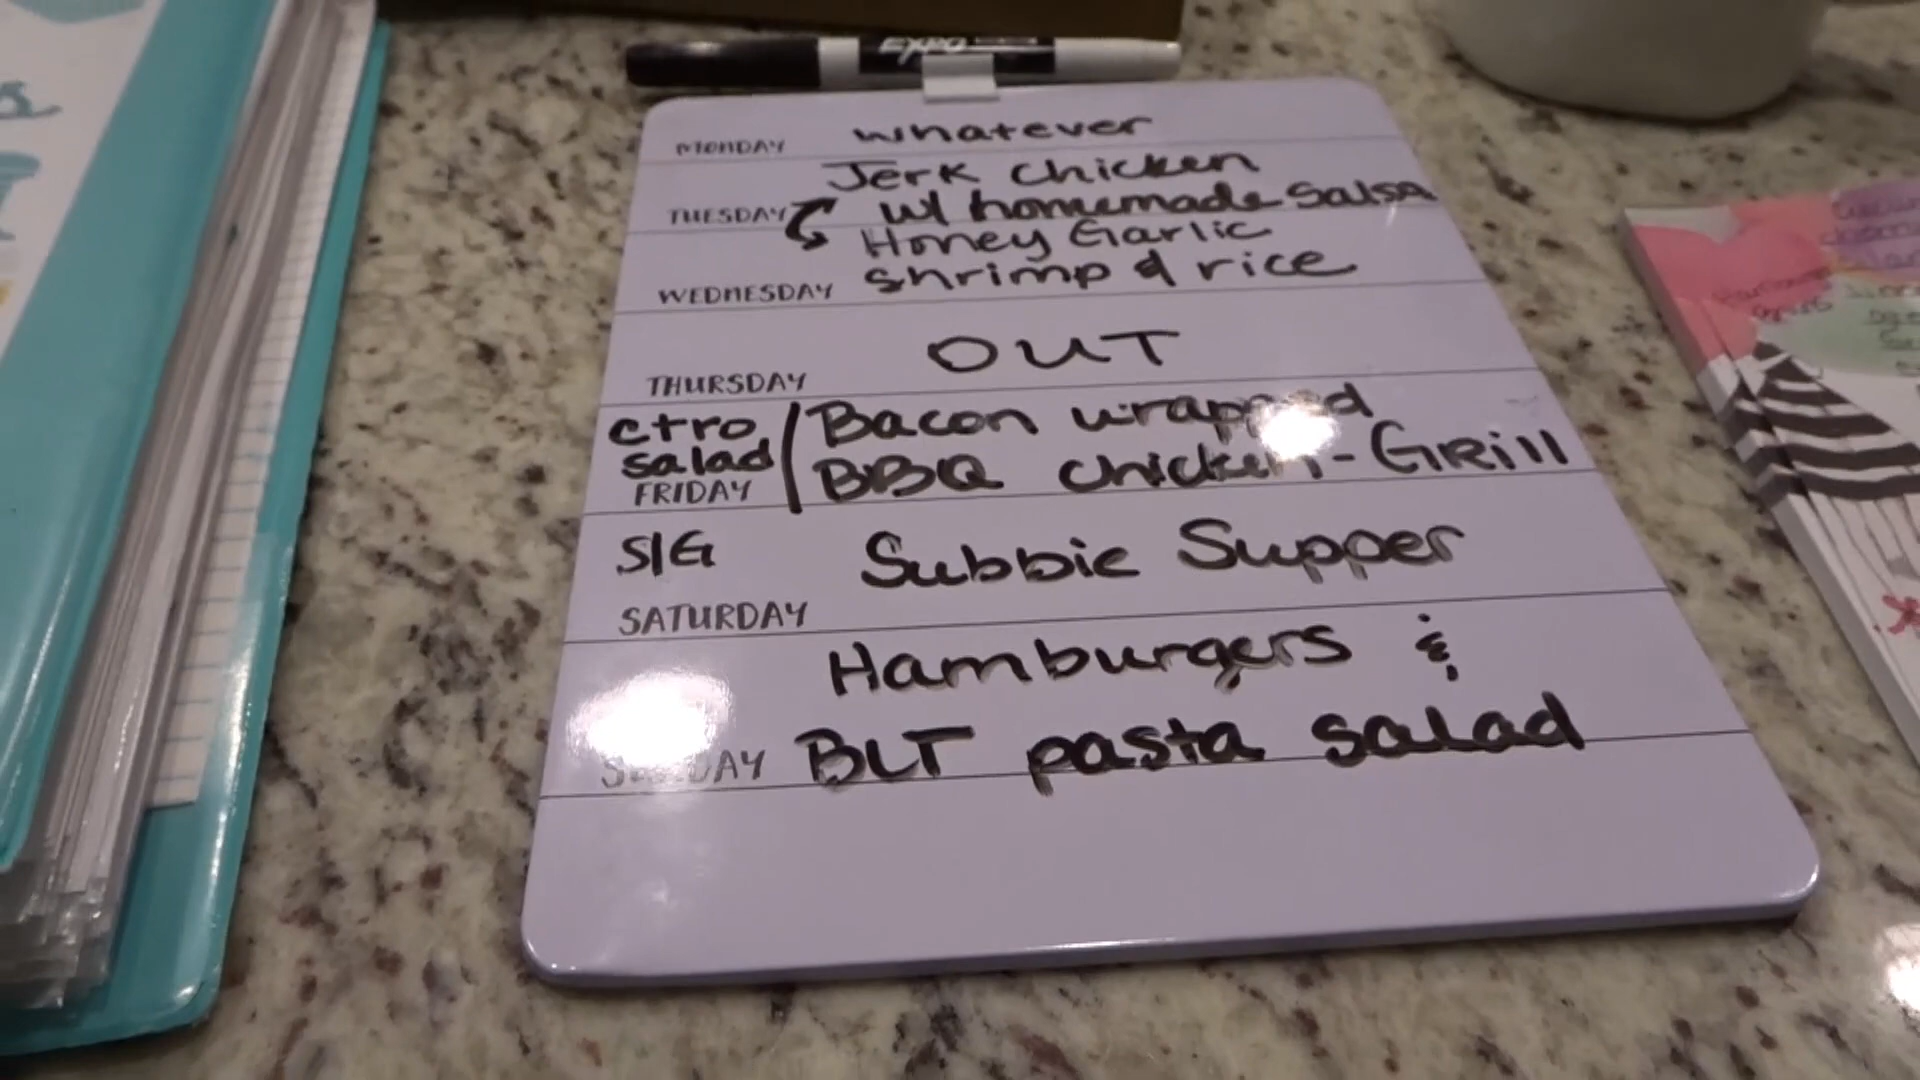 EXPO
MONDAY whatever
Jerk chicken
TUESDAY w/ homemade salsa
Honey Garlic
WEDNESDAY shrimp & rice
OUT
THURSDAY
ctro / Bacon wrapped
salad BBQ chicken - Grill
FRIDAY
S/G Subbie Supper
SATURDAY
Hamburgers &
SUNDAY BLT pasta salad